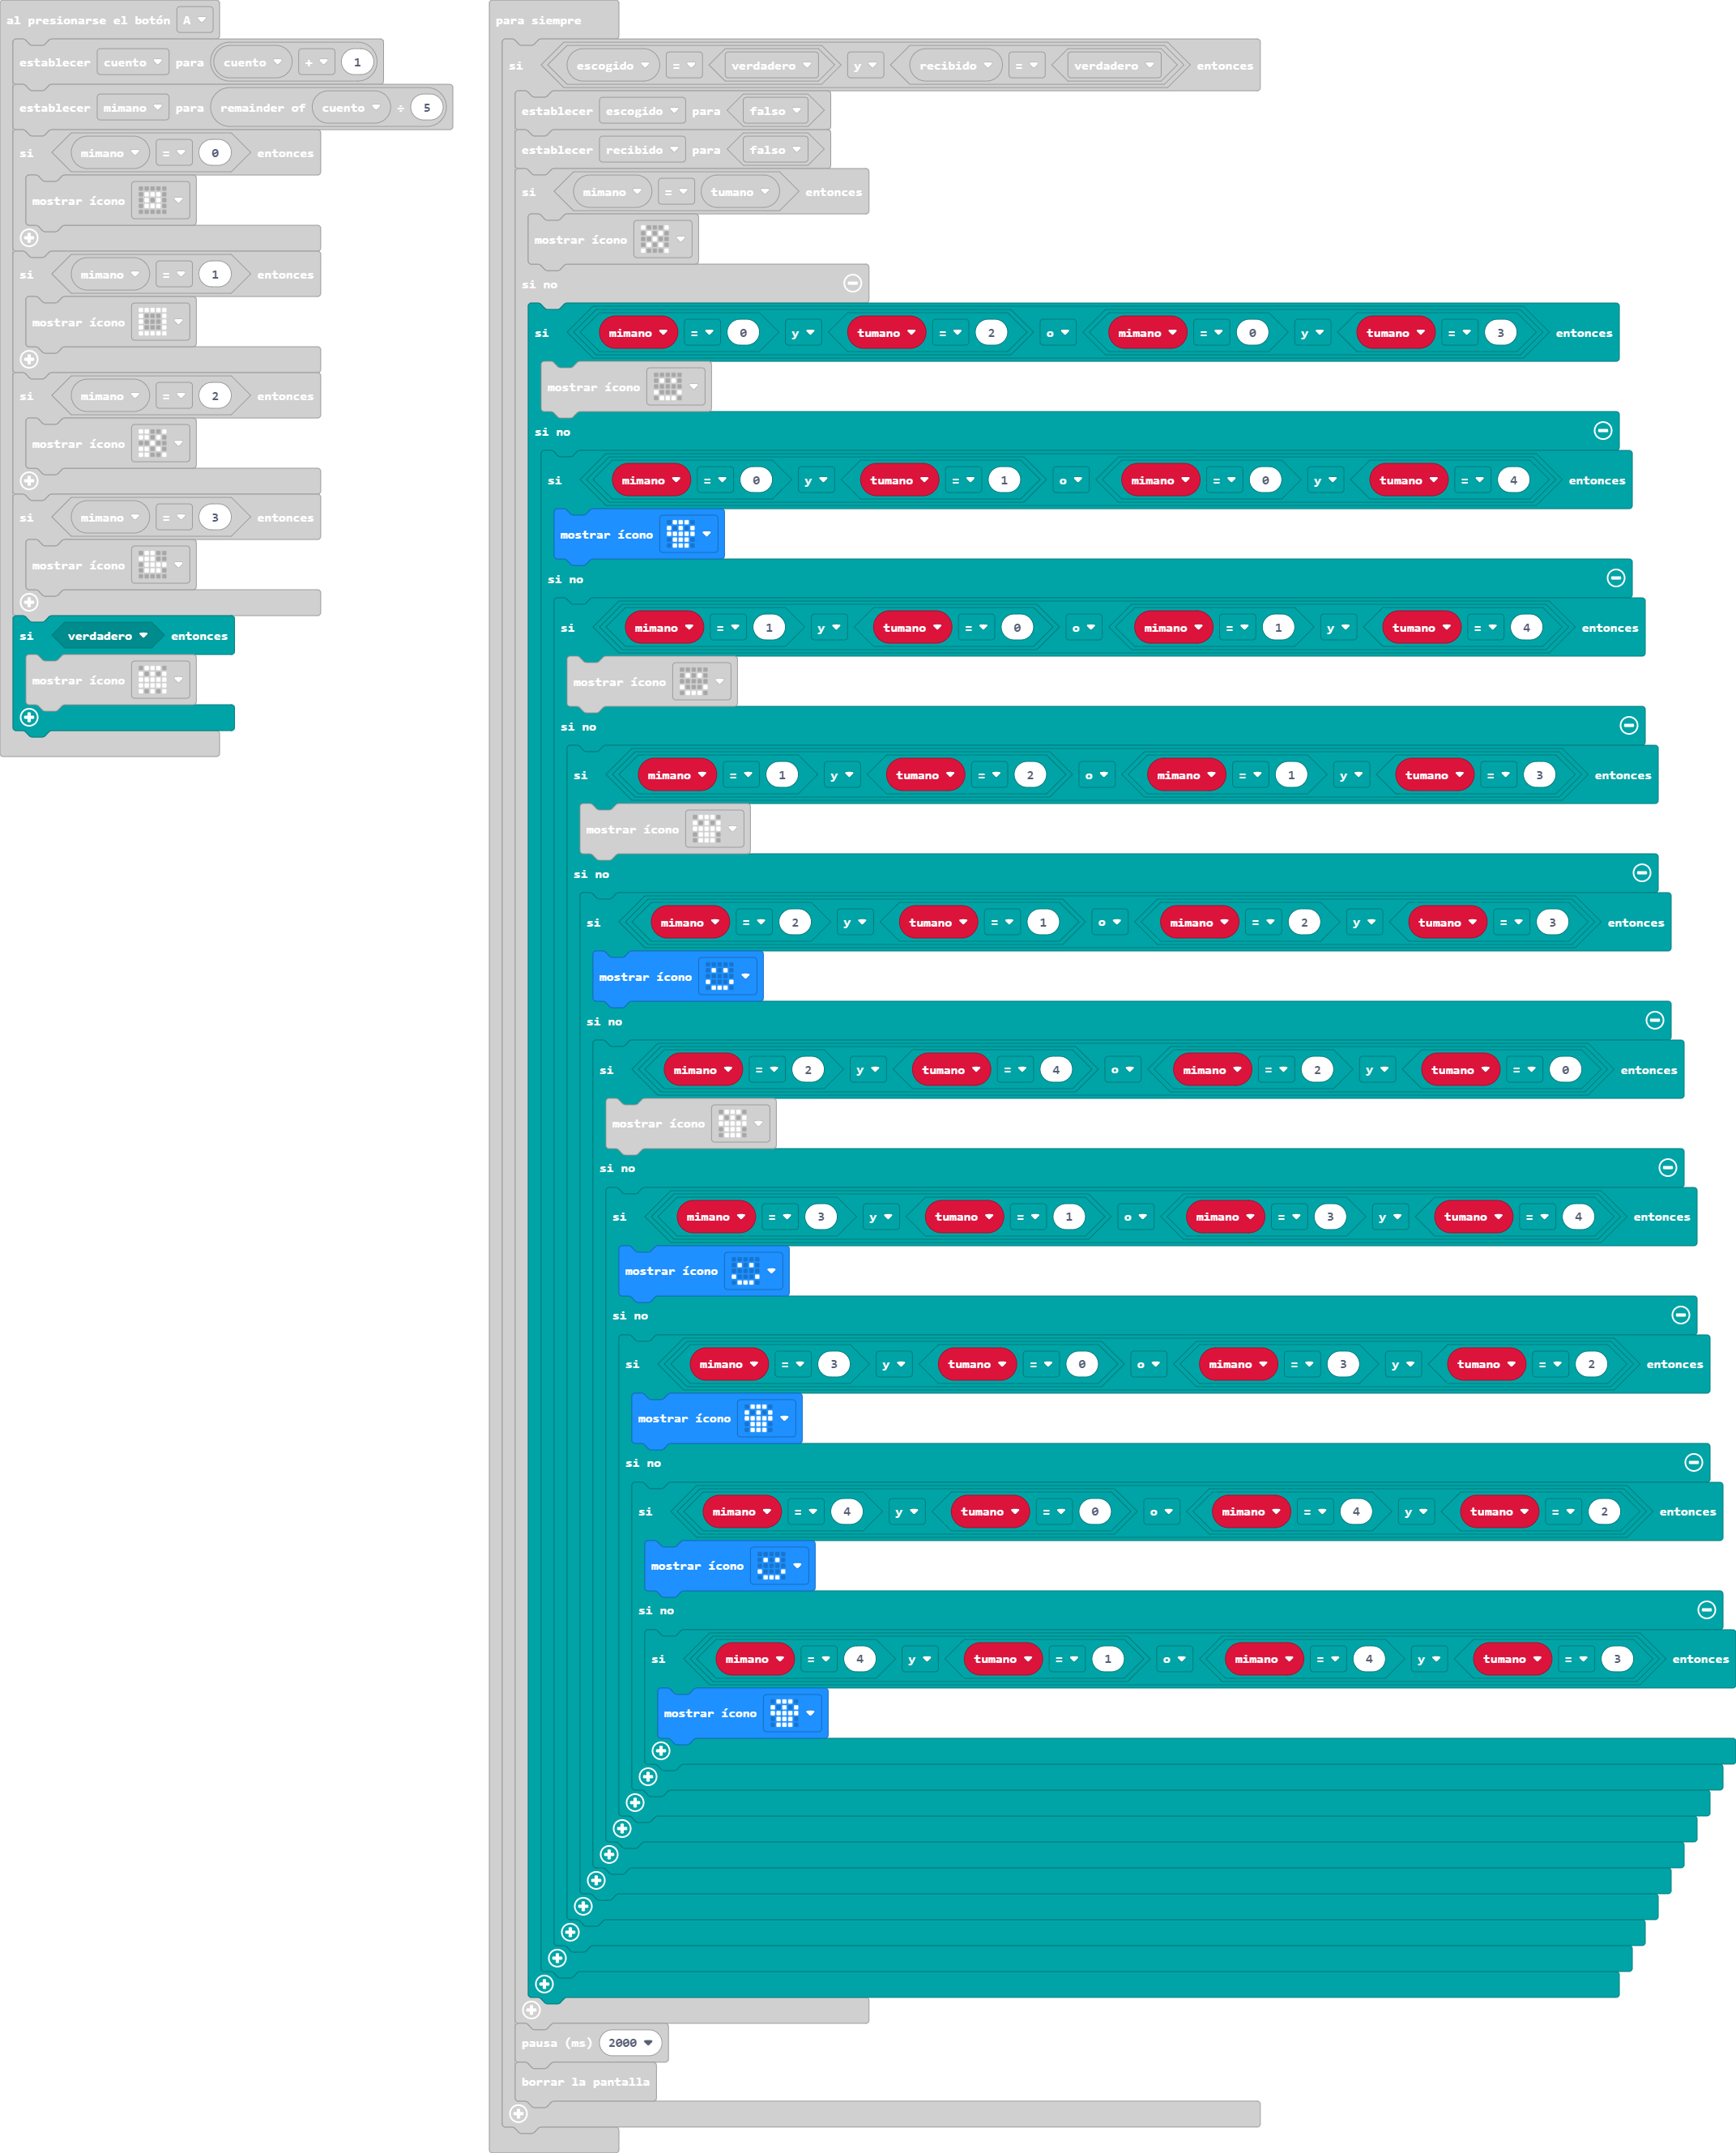 al presionarse el botón A
establecer cuento para cuento + 1
establecer mimano para remainder of cuento ÷ 5
si mimano = 0 entonces
mostrar ícono
si mimano = 1 entonces
mostrar ícono
si mimano = 2 entonces
mostrar ícono
si mimano = 3 entonces
mostrar ícono
si verdadero entonces
mostrar ícono
para siempre
si escogido = verdadero y recibido = verdadero entonces
establecer escogido para falso
establecer recibido para falso
si mimano = tumano entonces
mostrar ícono
si no
si mimano = 0 y tumano = 2 o mimano = 0 y tumano = 3 entonces
mostrar ícono
si no
si mimano = 0 y tumano = 1 o mimano = 0 y tumano = 4 entonces
mostrar ícono
si no
si mimano = 1 y tumano = 0 o mimano = 1 y tumano = 4 entonces
mostrar ícono
si no
si mimano = 1 y tumano = 2 o mimano = 1 y tumano = 3 entonces
mostrar ícono
si no
si mimano = 2 y tumano = 1 o mimano = 2 y tumano = 3 entonces
mostrar ícono
si no
si mimano = 2 y tumano = 4 o mimano = 2 y tumano = 0 entonces
mostrar ícono
si no
si mimano = 3 y tumano = 1 o mimano = 3 y tumano = 4 entonces
mostrar ícono
si no
si mimano = 3 y tumano = 0 o mimano = 3 y tumano = 2 entonces
mostrar ícono
si no
si mimano = 4 y tumano = 0 o mimano = 4 y tumano = 2 entonces
mostrar ícono
si no
si mimano = 4 y tumano = 1 o mimano = 4 y tumano = 3 entonces
mostrar ícono
pausa (ms) 2000
borrar la pantalla